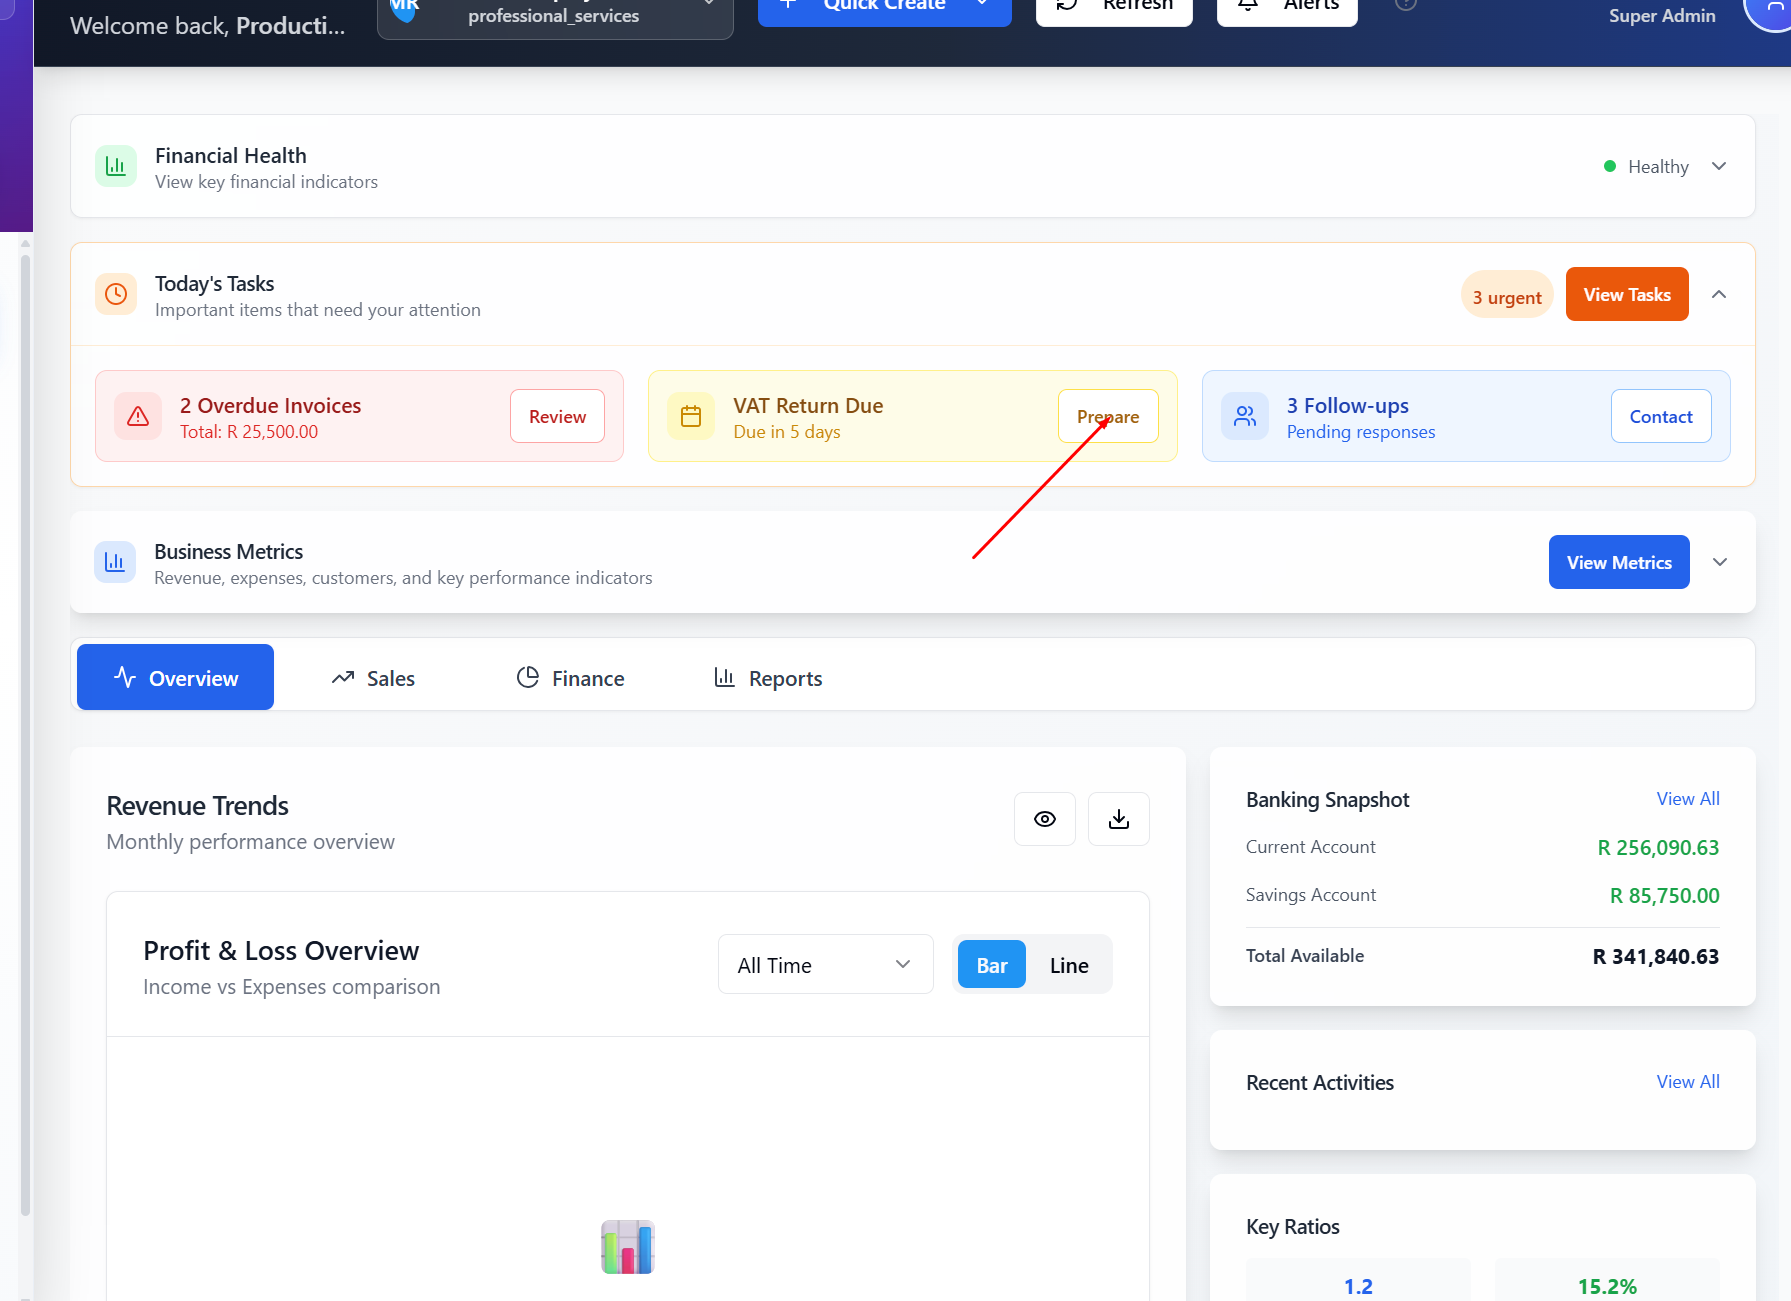 Welcome back, Producti...
MR
professional_services
Quick Create
Refresh
Alerts
Super Admin
Financial Health
View key financial indicators
Healthy
Today's Tasks
Important items that need your attention
3 urgent
View Tasks
2 Overdue Invoices
Total: R 25,500.00
Review
VAT Return Due
Due in 5 days
Prepare
3 Follow-ups
Pending responses
Contact
Business Metrics
Revenue, expenses, customers, and key performance indicators
View Metrics
Overview
Sales
Finance
Reports
Revenue Trends
Monthly performance overview
Profit & Loss Overview
Income vs Expenses comparison
All Time
Bar
Line
Banking Snapshot
View All
Current Account
R 256,090.63
Savings Account
R 85,750.00
Total Available
R 341,840.63
Recent Activities
View All
Key Ratios
1.2
15.2%